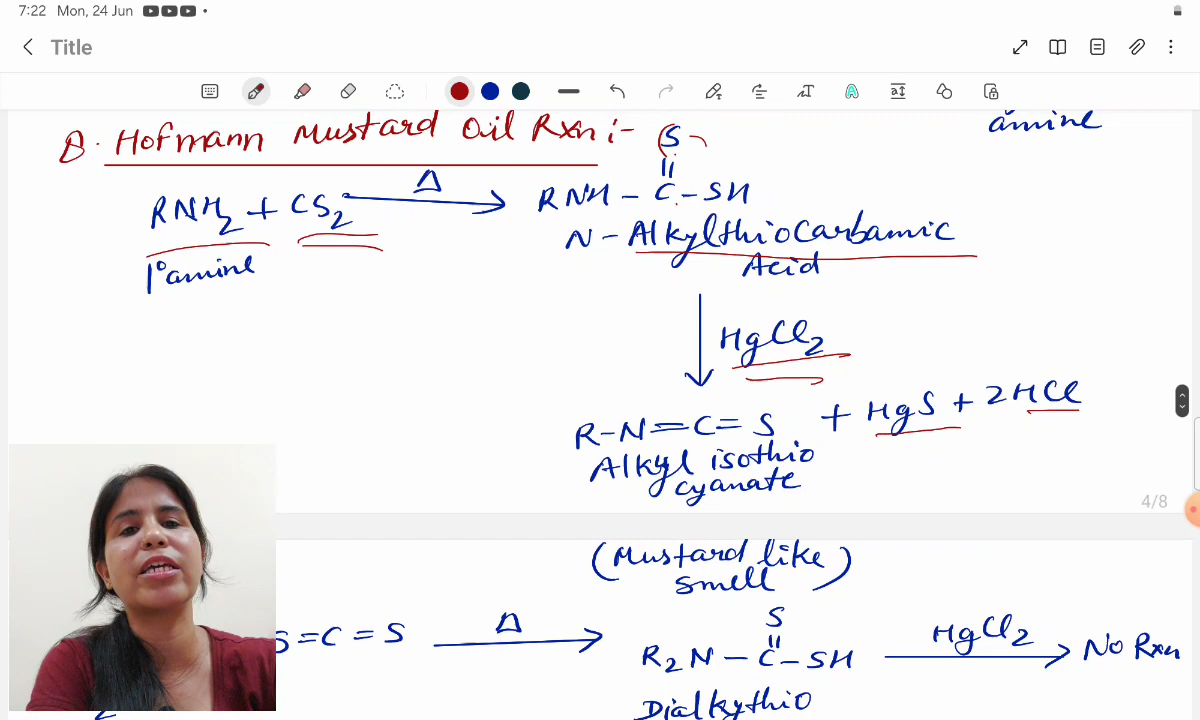 7:22 Mon, 24 Jun
Title
amine
8. Hofmann Mustard Oil Rxn :-
S
||
RNH2 + CS2 Δ RNH - C - SH
1° amine
N - Alkylthiocarbamic
Acid
HgCl2
R-N=C=S + HgS + 2HCl
Alkyl isothio
cyanate
4/8
(Mustard like
smell)
S
||
S=C=S Δ R2N - C - SH HgCl2 No Rxn
Dialkythio
2